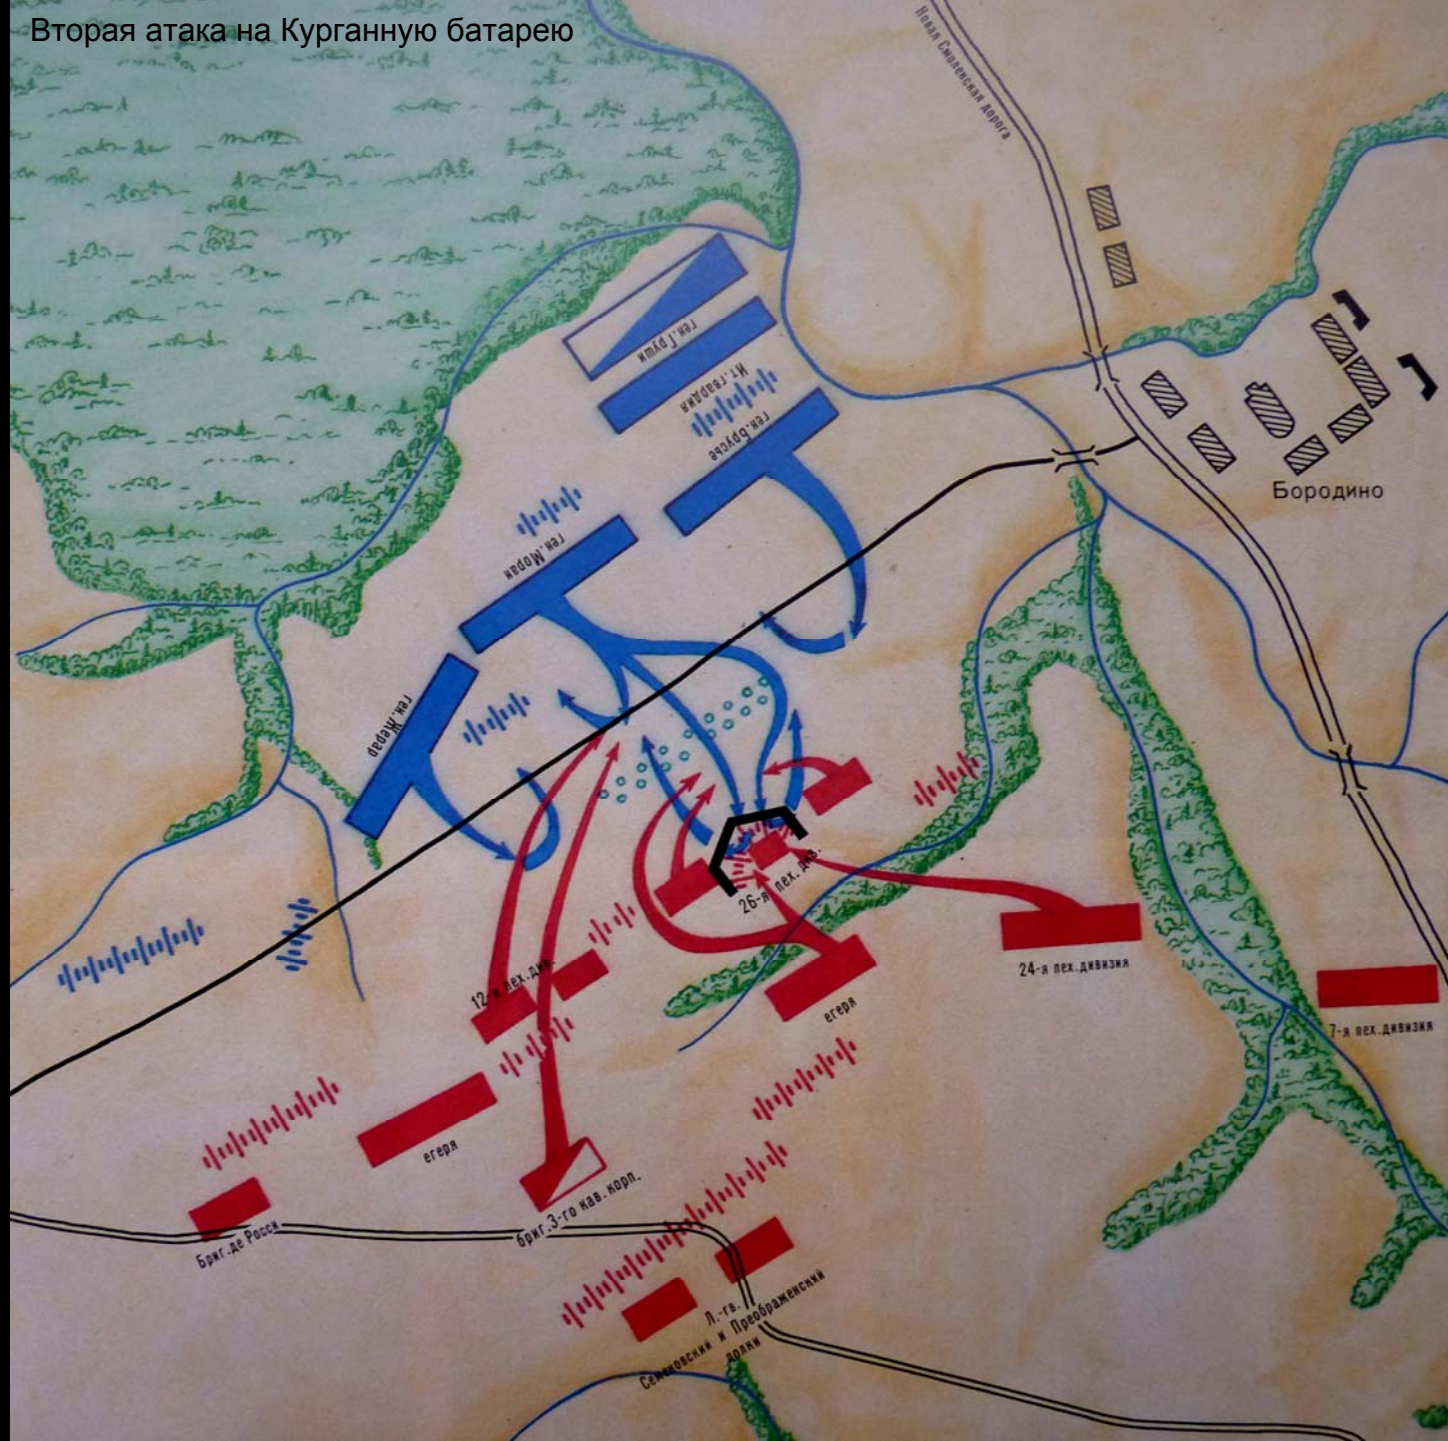 Вторая атака на Курганную батарею
Новая Смоленская дорога
ген.Груши
Ит.гвардия
ген.Брусье
ген.Моран
ген.Жерар
Бородино
26-я пех.див.
12-я пех.див.
24-я пех.дивизия
7-я пех.дивизия
егеря
егеря
бриг.3-го кав.корп.
Бриг.де Росси
Л.-гв.
Семеновский и Преображенский
полки